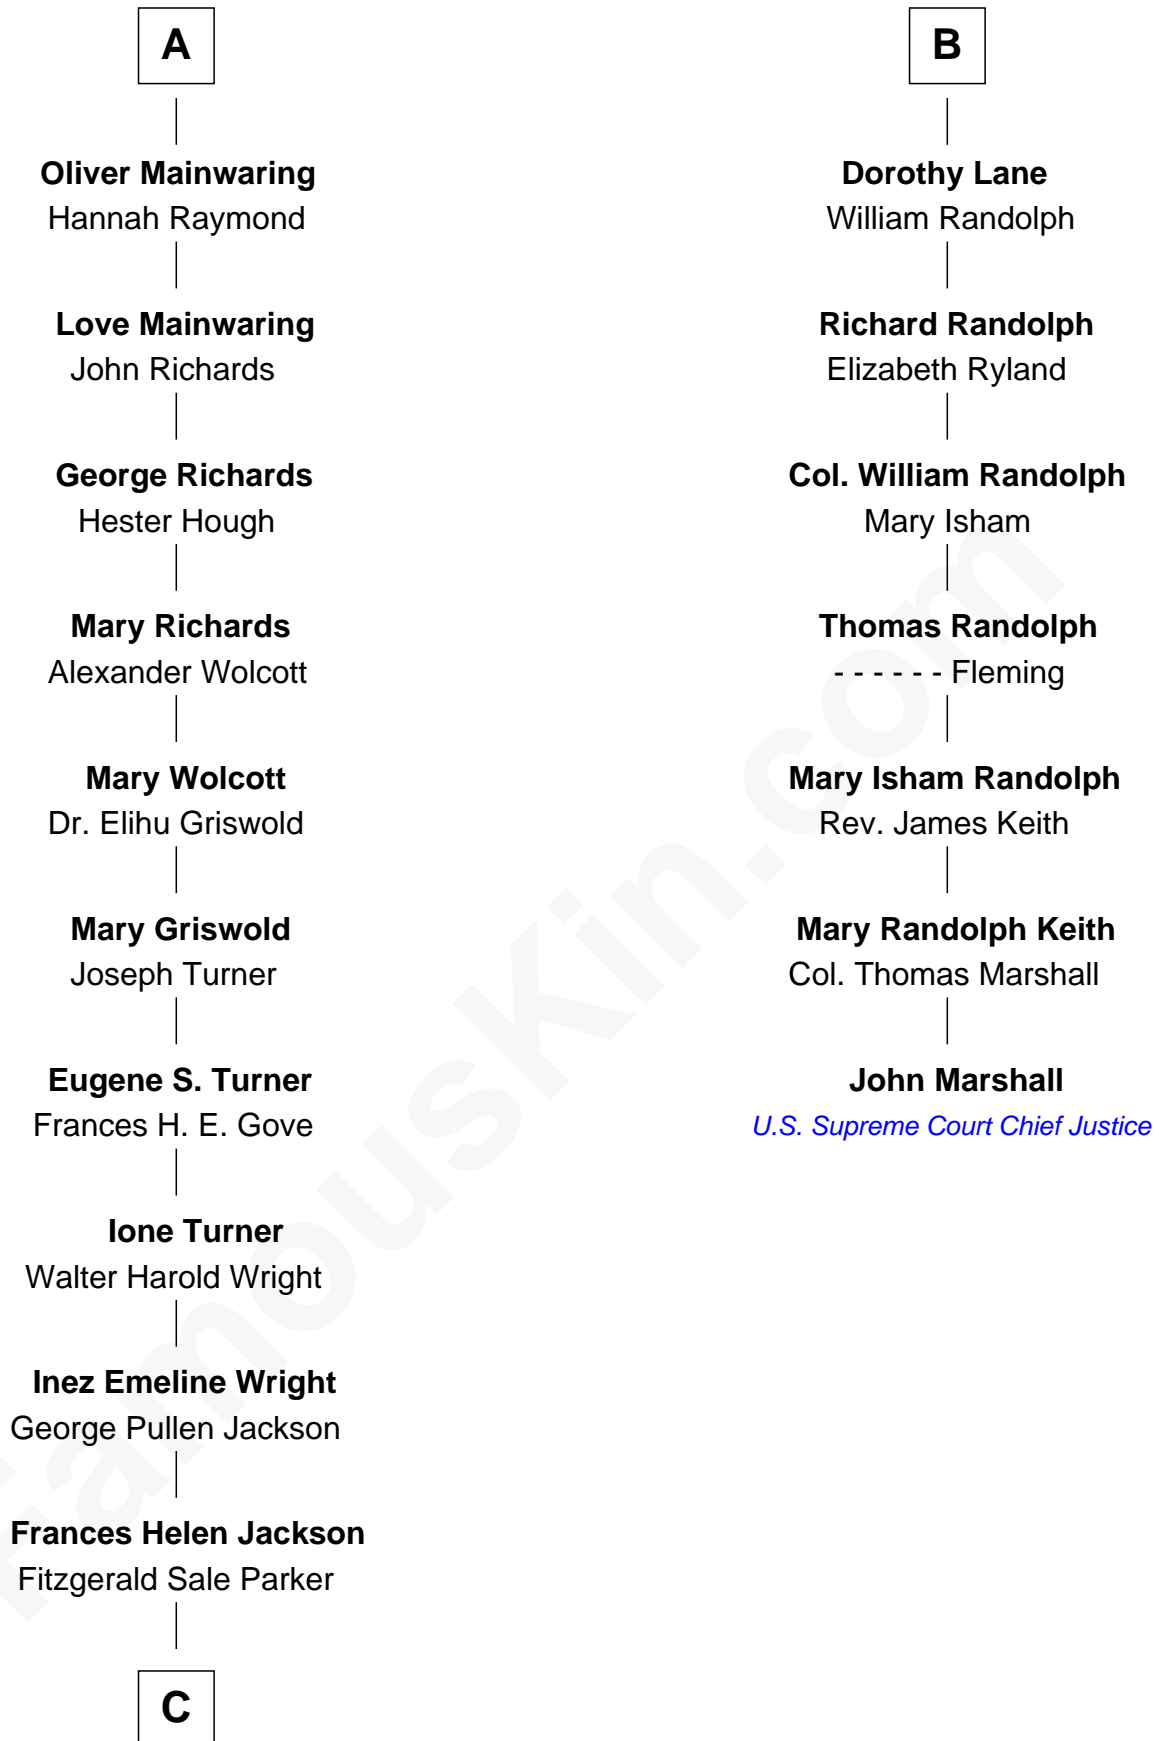 A
Oliver Mainwaring
Hannah Raymond
Love Mainwaring
John Richards
George Richards
Hester Hough
Mary Richards
Alexander Wolcott
Mary Wolcott
Dr. Elihu Griswold
Mary Griswold
Joseph Turner
Eugene S. Turner
Frances H. E. Gove
Ione Turner
Walter Harold Wright
Inez Emeline Wright
George Pullen Jackson
Frances Helen Jackson
Fitzgerald Sale Parker
C
B
Dorothy Lane
William Randolph
Richard Randolph
Elizabeth Ryland
Col. William Randolph
Mary Isham
Thomas Randolph
- - - - - - Fleming
Mary Isham Randolph
Rev. James Keith
Mary Randolph Keith
Col. Thomas Marshall
John Marshall
U.S. Supreme Court Chief Justice
FamousKin.com